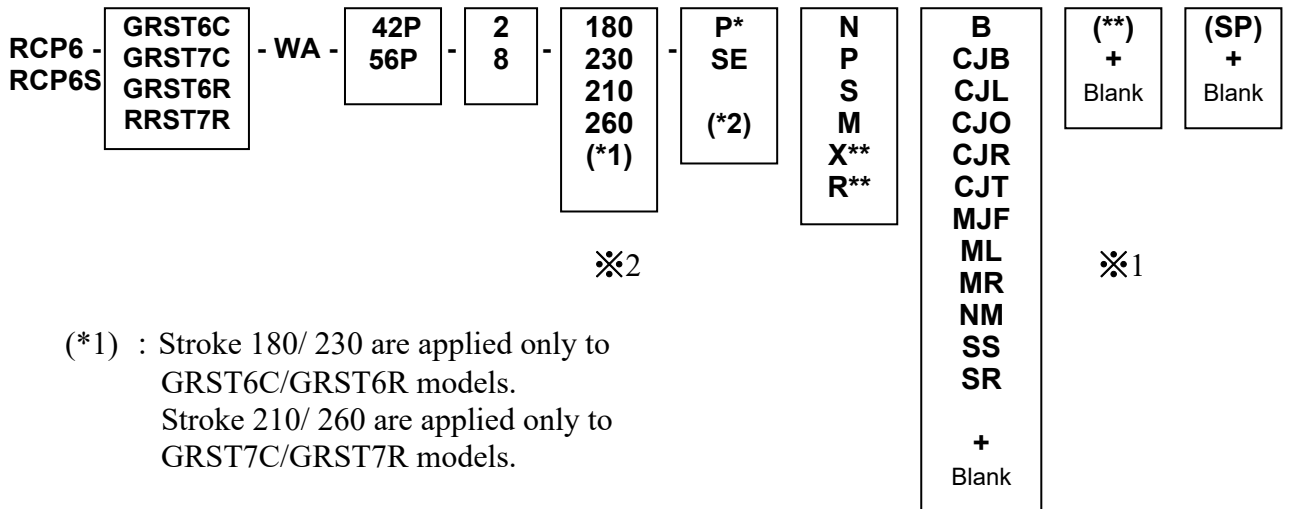 RCP6 -
RCP6S
GRST6C
GRST7C
GRST6R
RRST7R
- WA -
42P
56P
-
2
8
-
180
230
210
260
(*1)
-
P*
SE
(*2)
N
P
S
M
X**
R**
B
CJB
CJL
CJO
CJR
CJT
MJF
ML
MR
NM
SS
SR
+
Blank
(**)
+
Blank
(SP)
+
Blank
※2
※1
(*1) : Stroke 180/ 230 are applied only to
GRST6C/GRST6R models.
Stroke 210/ 260 are applied only to
GRST7C/GRST7R models.